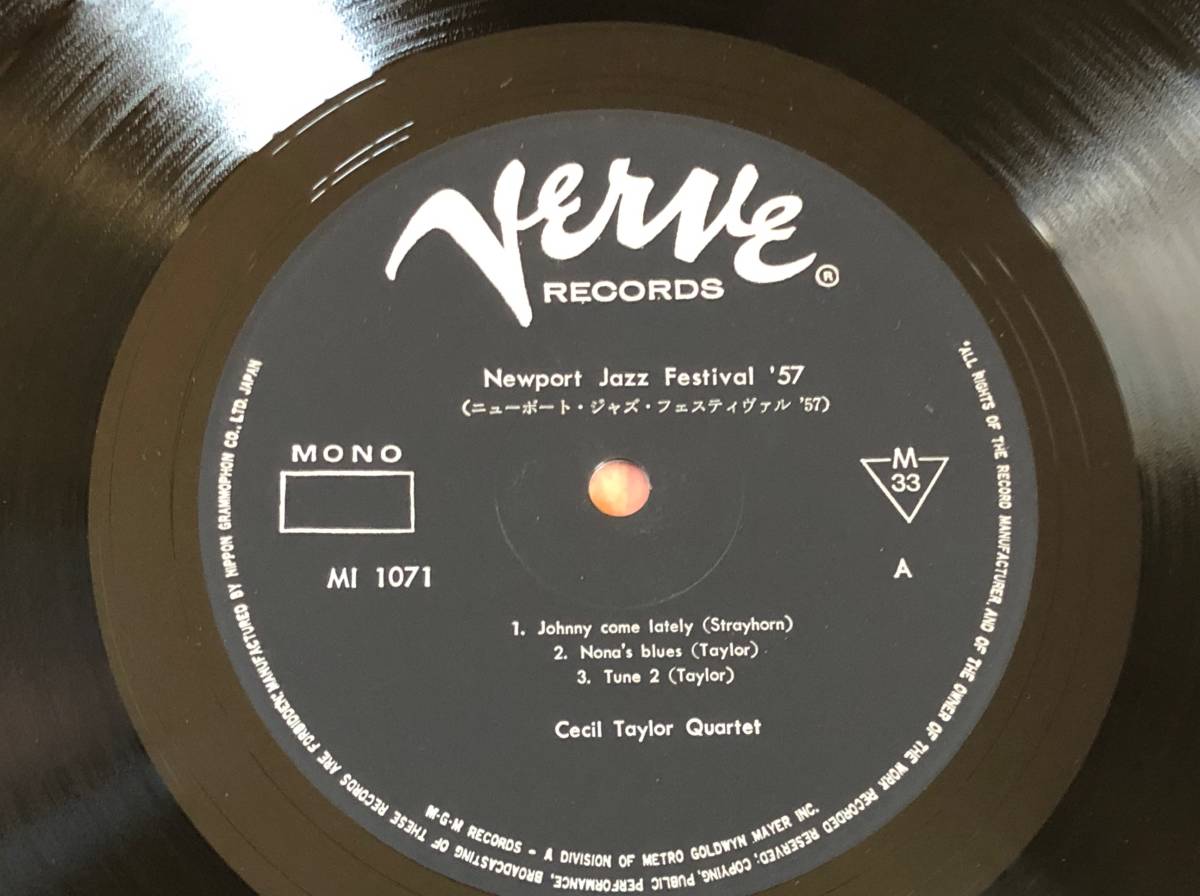 Verve
RECORDS ®
Newport Jazz Festival '57
(ニューポート・ジャズ・フェスティヴァル '57)
MONO
M
33
MI 1071
A
1. Johnny come lately (Strayhorn)
2. Nona's blues (Taylor)
3. Tune 2 (Taylor)
Cecil Taylor Quartet
M-G-M RECORDS - A DIVISION OF METRO GOLDWYN MAYER INC.
"ALL RIGHTS OF THE RECORD MANUFACTURER, AND OF THE OWNER OF THE WORK RECORDED RESERVED; COPYING, PUBLIC PERFORMANCE, BROADCASTING OF THESE RECORDS ARE FORBIDDEN." MANUFACTURED BY NIPPON GRAMMOPHON CO., LTD. JAPAN